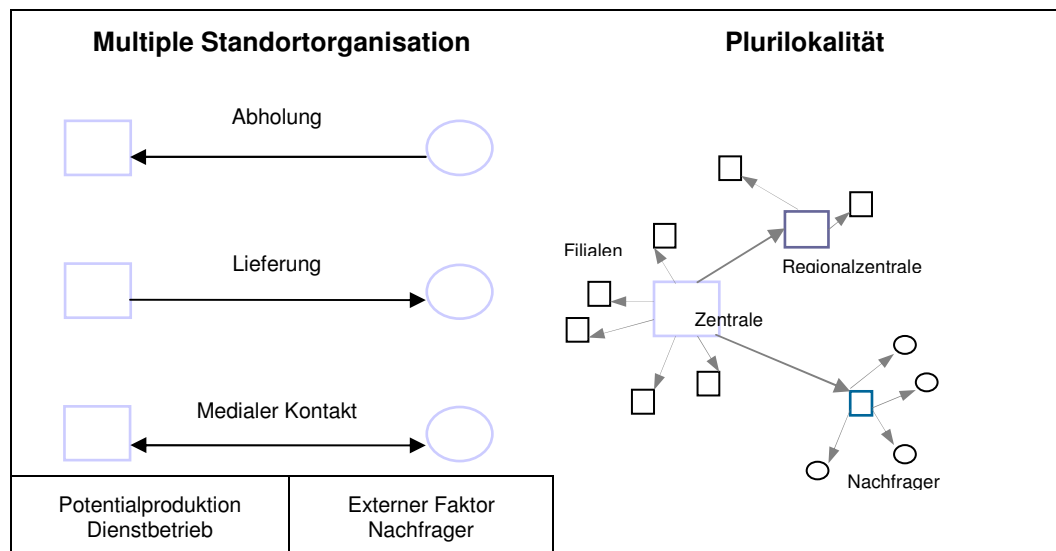 Multiple Standortorganisation
Abholung
Lieferung
Medialer Kontakt
Potentialproduktion
Dienstbetrieb
Externer Faktor
Nachfrager
Plurilokalität
Filialen
Regionalzentrale
Zentrale
Nachfrager